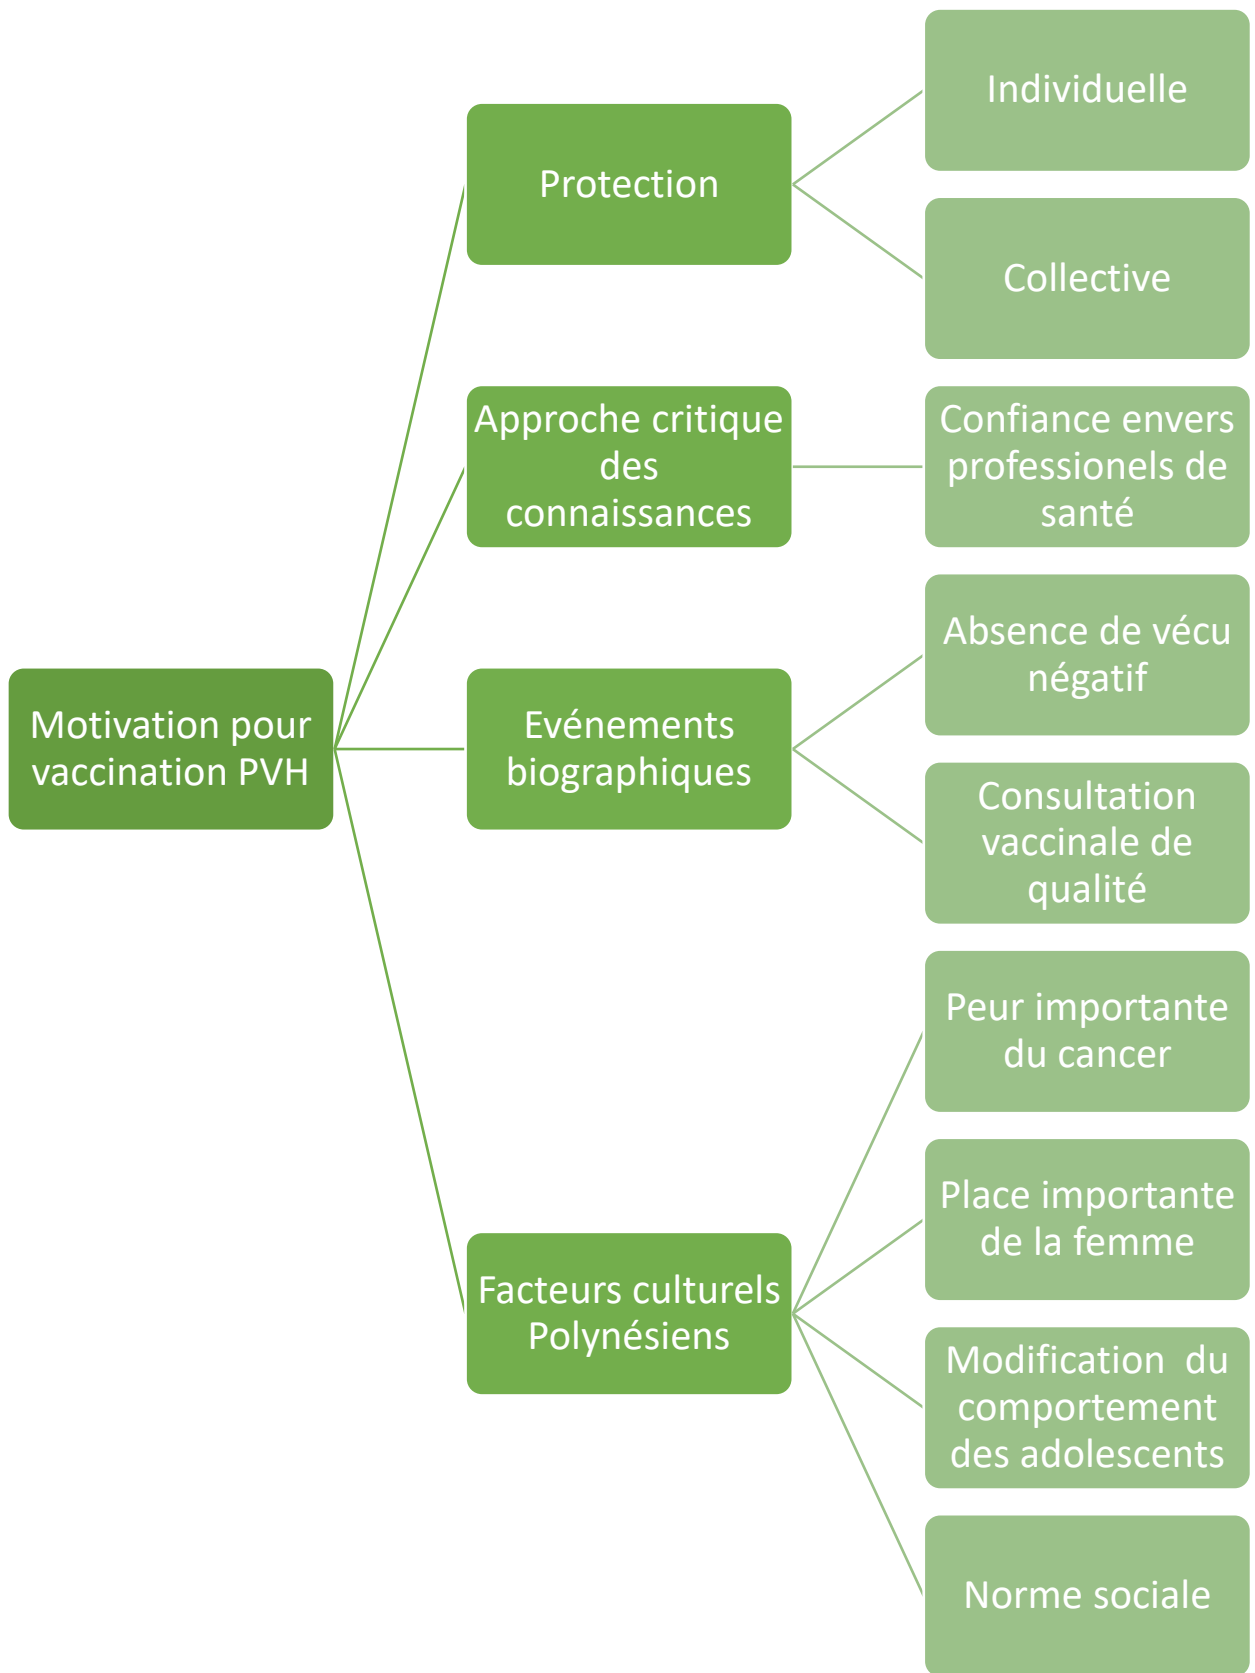 Motivation pour
vaccination PVH
Protection
Individuelle
Collective
Approche critique
des
connaissances
Confiance envers
professionels de
santé
Evénements
biographiques
Absence de vécu
négatif
Consultation
vaccinale de
qualité
Facteurs culturels
Polynésiens
Peur importante
du cancer
Place importante
de la femme
Modification  du
comportement
des adolescents
Norme sociale